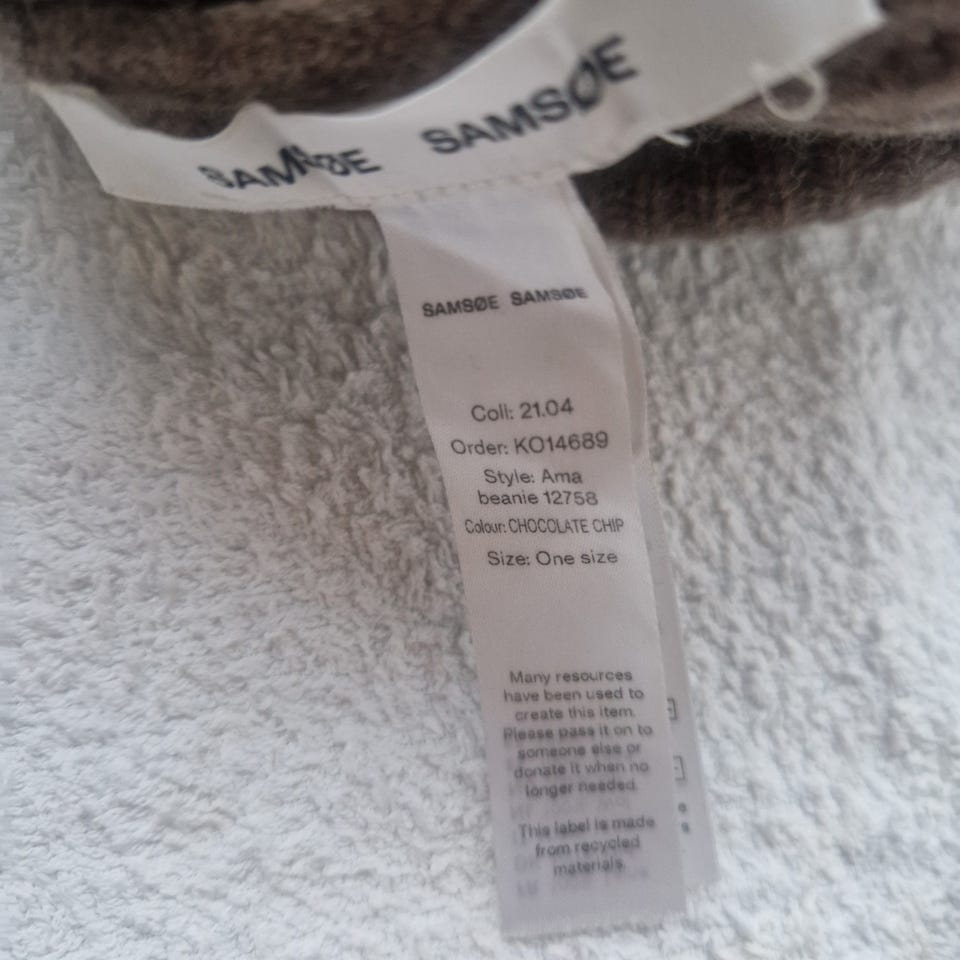 SAMSØE SAMSØE
SAMSØE SAMSØE
Coll: 21.04
Order: KO14689
Style: Ama
beanie 12758
Colour: CHOCOLATE CHIP
Size: One size
Many resources
have been used to
create this item.
Please pass it on to
someone else or
donate it when no
longer needed.
This label is made
from recycled
materials.